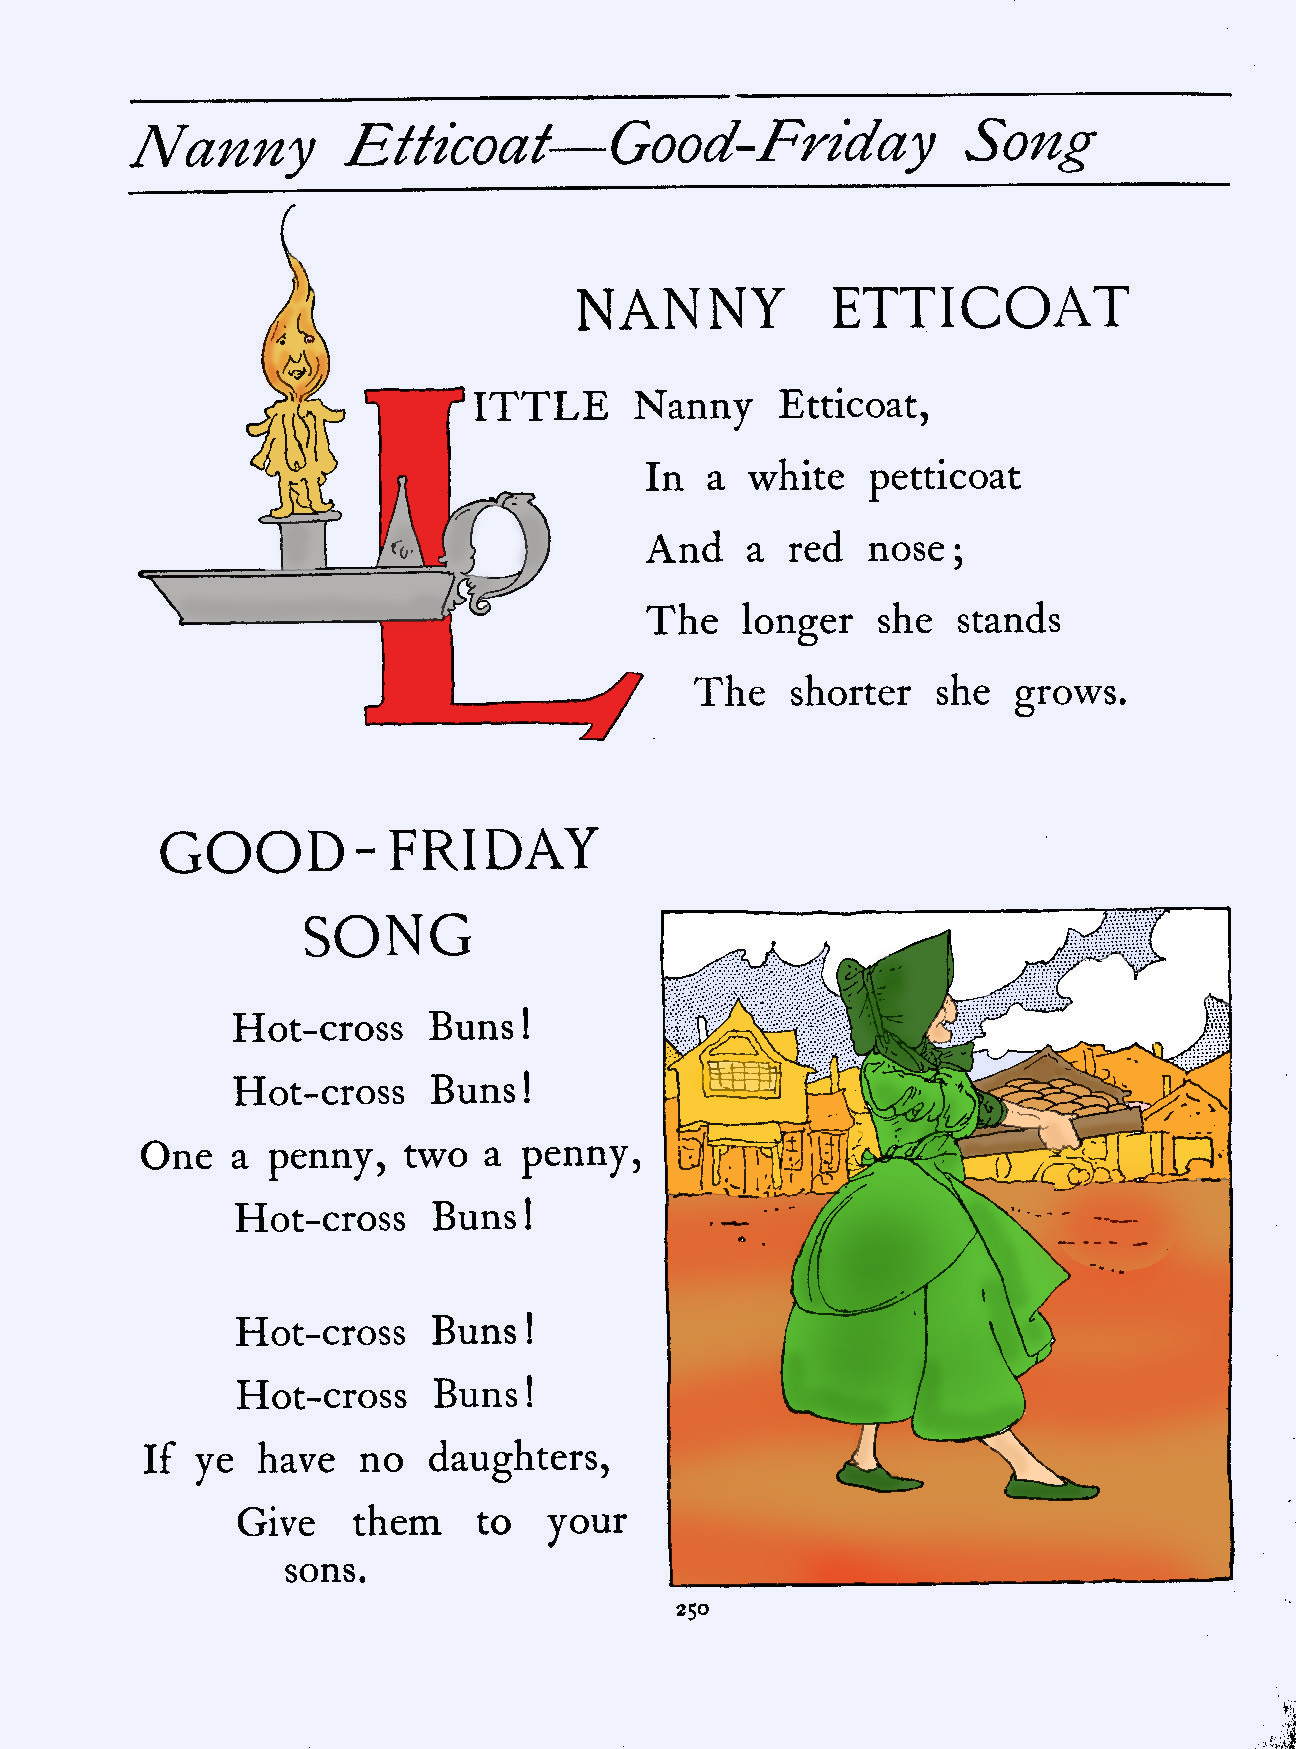 Nanny Etticoat—Good-Friday Song
NANNY ETTICOAT
LITTLE Nanny Etticoat,
In a white petticoat
And a red nose;
The longer she stands
The shorter she grows.
GOOD-FRIDAY
SONG
Hot-cross Buns!
Hot-cross Buns!
One a penny, two a penny,
Hot-cross Buns!
Hot-cross Buns!
Hot-cross Buns!
If ye have no daughters,
Give them to your
sons.
250